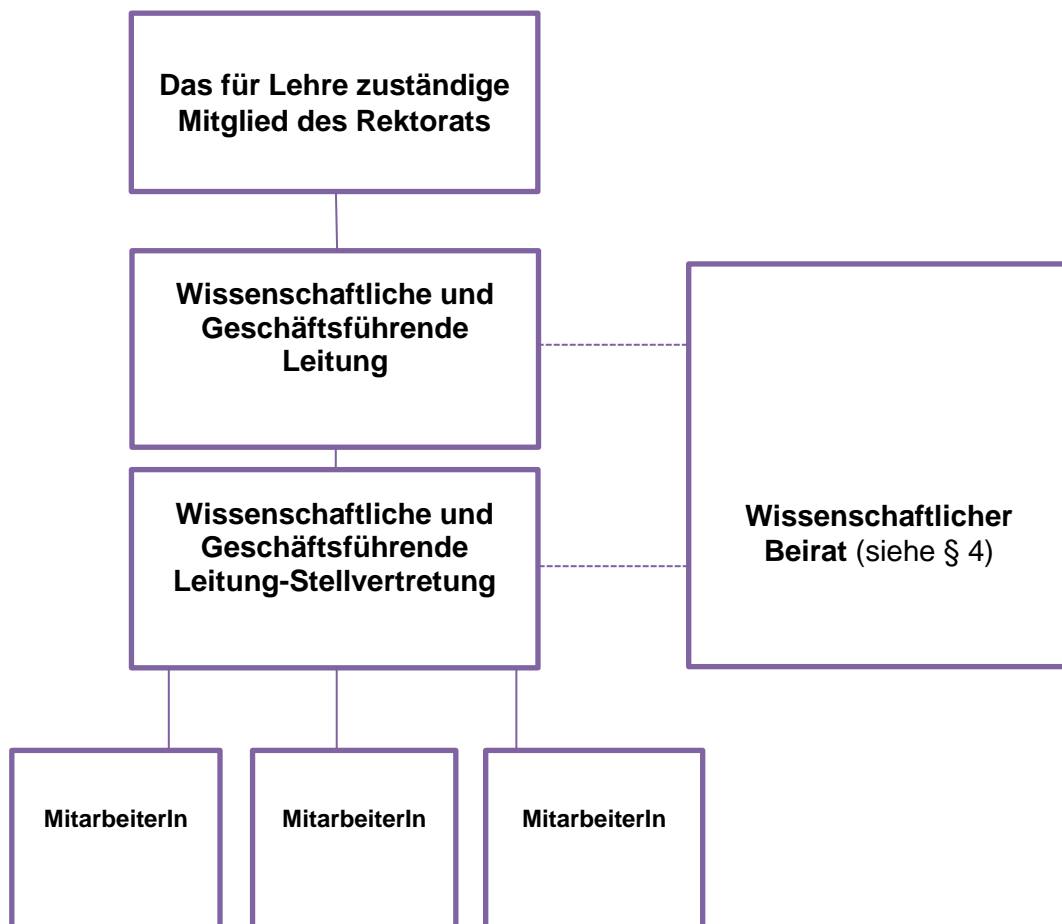 Das für Lehre zuständige
Mitglied des Rektorats
Wissenschaftliche und
Geschäftsführende
Leitung
Wissenschaftliche und
Geschäftsführende
Leitung-Stellvertretung
Wissenschaftlicher
Beirat (siehe § 4)
MitarbeiterIn
MitarbeiterIn
MitarbeiterIn